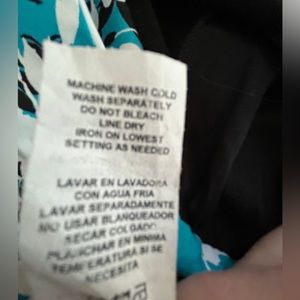 MACHINE WASH COLD
WASH SEPARATELY
DO NOT BLEACH
LINE DRY
IRON ON LOWEST
SETTING AS NEEDED
LAVAR EN LAVADORA
CON AGUA FRIA
LAVAR SEPARADAMENTE
NO USAR BLANQUEADOR
SECAR COLGADO
PLANCHAR EN MINIMA
TEMPERATURA SI SE
NECESITA